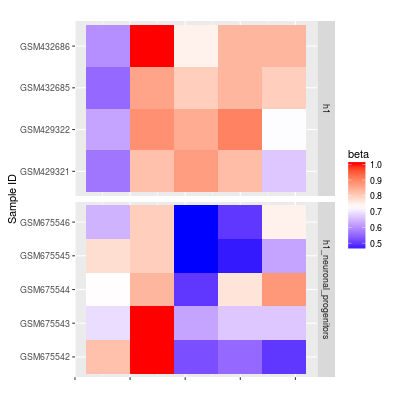 GSM432686
GSM432685
GSM429322
GSM429321
h1
GSM675546
GSM675545
GSM675544
GSM675543
GSM675542
h1_neuronal_progenitors
Sample ID
beta
1.0
0.9
0.8
0.7
0.6
0.5